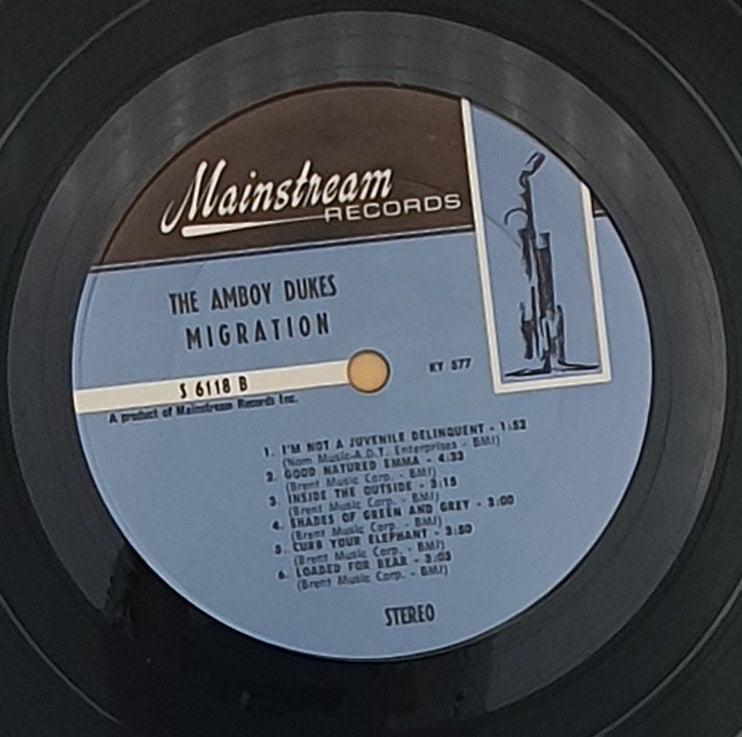 Mainstream
RECORDS
THE AMBOY DUKES
MIGRATION
RY 577
S 6118 B
A product of Mainstream Records Inc.
1. I'M NOT A JUVENILE DELINQUENT - 1:52
(Nom Music-A.D.T. Enterprises - BMI)
2. GOOD NATURED EMMA - 4:33
(Brent Music Corp. - BMI)
3. INSIDE THE OUTSIDE - 3:15
(Brent Music Corp. - BMI)
4. SHADES OF GREEN AND GREY - 3:00
(Brent Music Corp. - BMI)
5. CURB YOUR ELEPHANT - 3:50
(Brent Music Corp. - BMI)
6. LOADED FOR BEAR - 3:05
(Brent Music Corp. - BMI)
STEREO